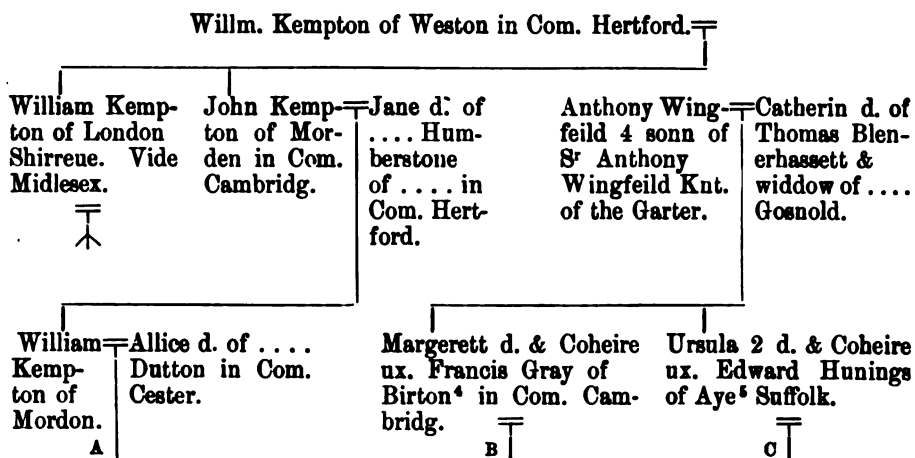 Willm. Kempton of Weston in Com. Hertford.
William Kemp-
ton of London
Shirreue. Vide
Midlesex.
John Kemp-
ton of Mor-
den in Com.
Cambridg.
Jane d. of
.... Hum-
berstone
of .... in
Com. Hert-
ford.
Anthony Wing-
feild 4 sonn of
Sʳ Anthony
Wingfeild Knt.
of the Garter.
Catherin d. of
Thomas Blen-
erhassett &
widdow of ....
Gosnold.
William
Kemp-
ton of
Mordon.
Allice d. of ....
Dutton in Com.
Cester.
Margerett d. & Coheire
ux. Francis Gray of
Birton⁴ in Com. Cam-
bridg.
Ursula 2 d. & Coheire
ux. Edward Hunings
of Aye⁵ Suffolk.
A
B
C